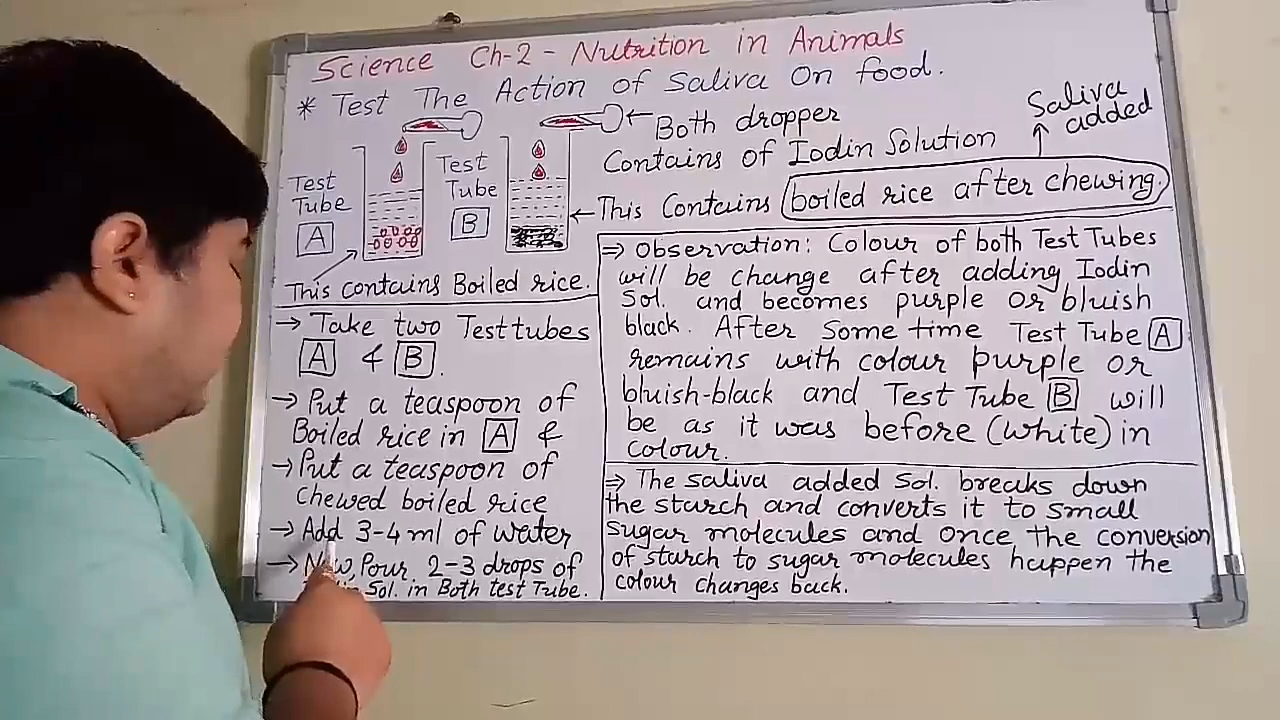 Science Ch-2 - Nutrition in Animals
* Test The Action of Saliva On food.
Saliva
added
Both dropper
Contains of Iodin Solution
This Contains boiled rice after chewing.
Test
Tube
A
Test
Tube
B
This contains Boiled rice.
→ Take two Test tubes
A & B.
→ Put a teaspoon of
Boiled rice in A &
→ Put a teaspoon of
chewed boiled rice
→ Add 3-4 ml of water
→ Now, Pour 2-3 drops of
Sol. in Both test Tube.
⇒ Observation: Colour of both Test Tubes
will be change after adding Iodin
Sol. and becomes purple or bluish
black. After Some time Test Tube A
remains with colour purple or
bluish-black and Test Tube B will
be as it was before (white) in
colour.
⇒ The saliva added Sol. breaks down
the starch and converts it to small
sugar molecules and once the conversion
of starch to sugar molecules happen the
colour changes back.